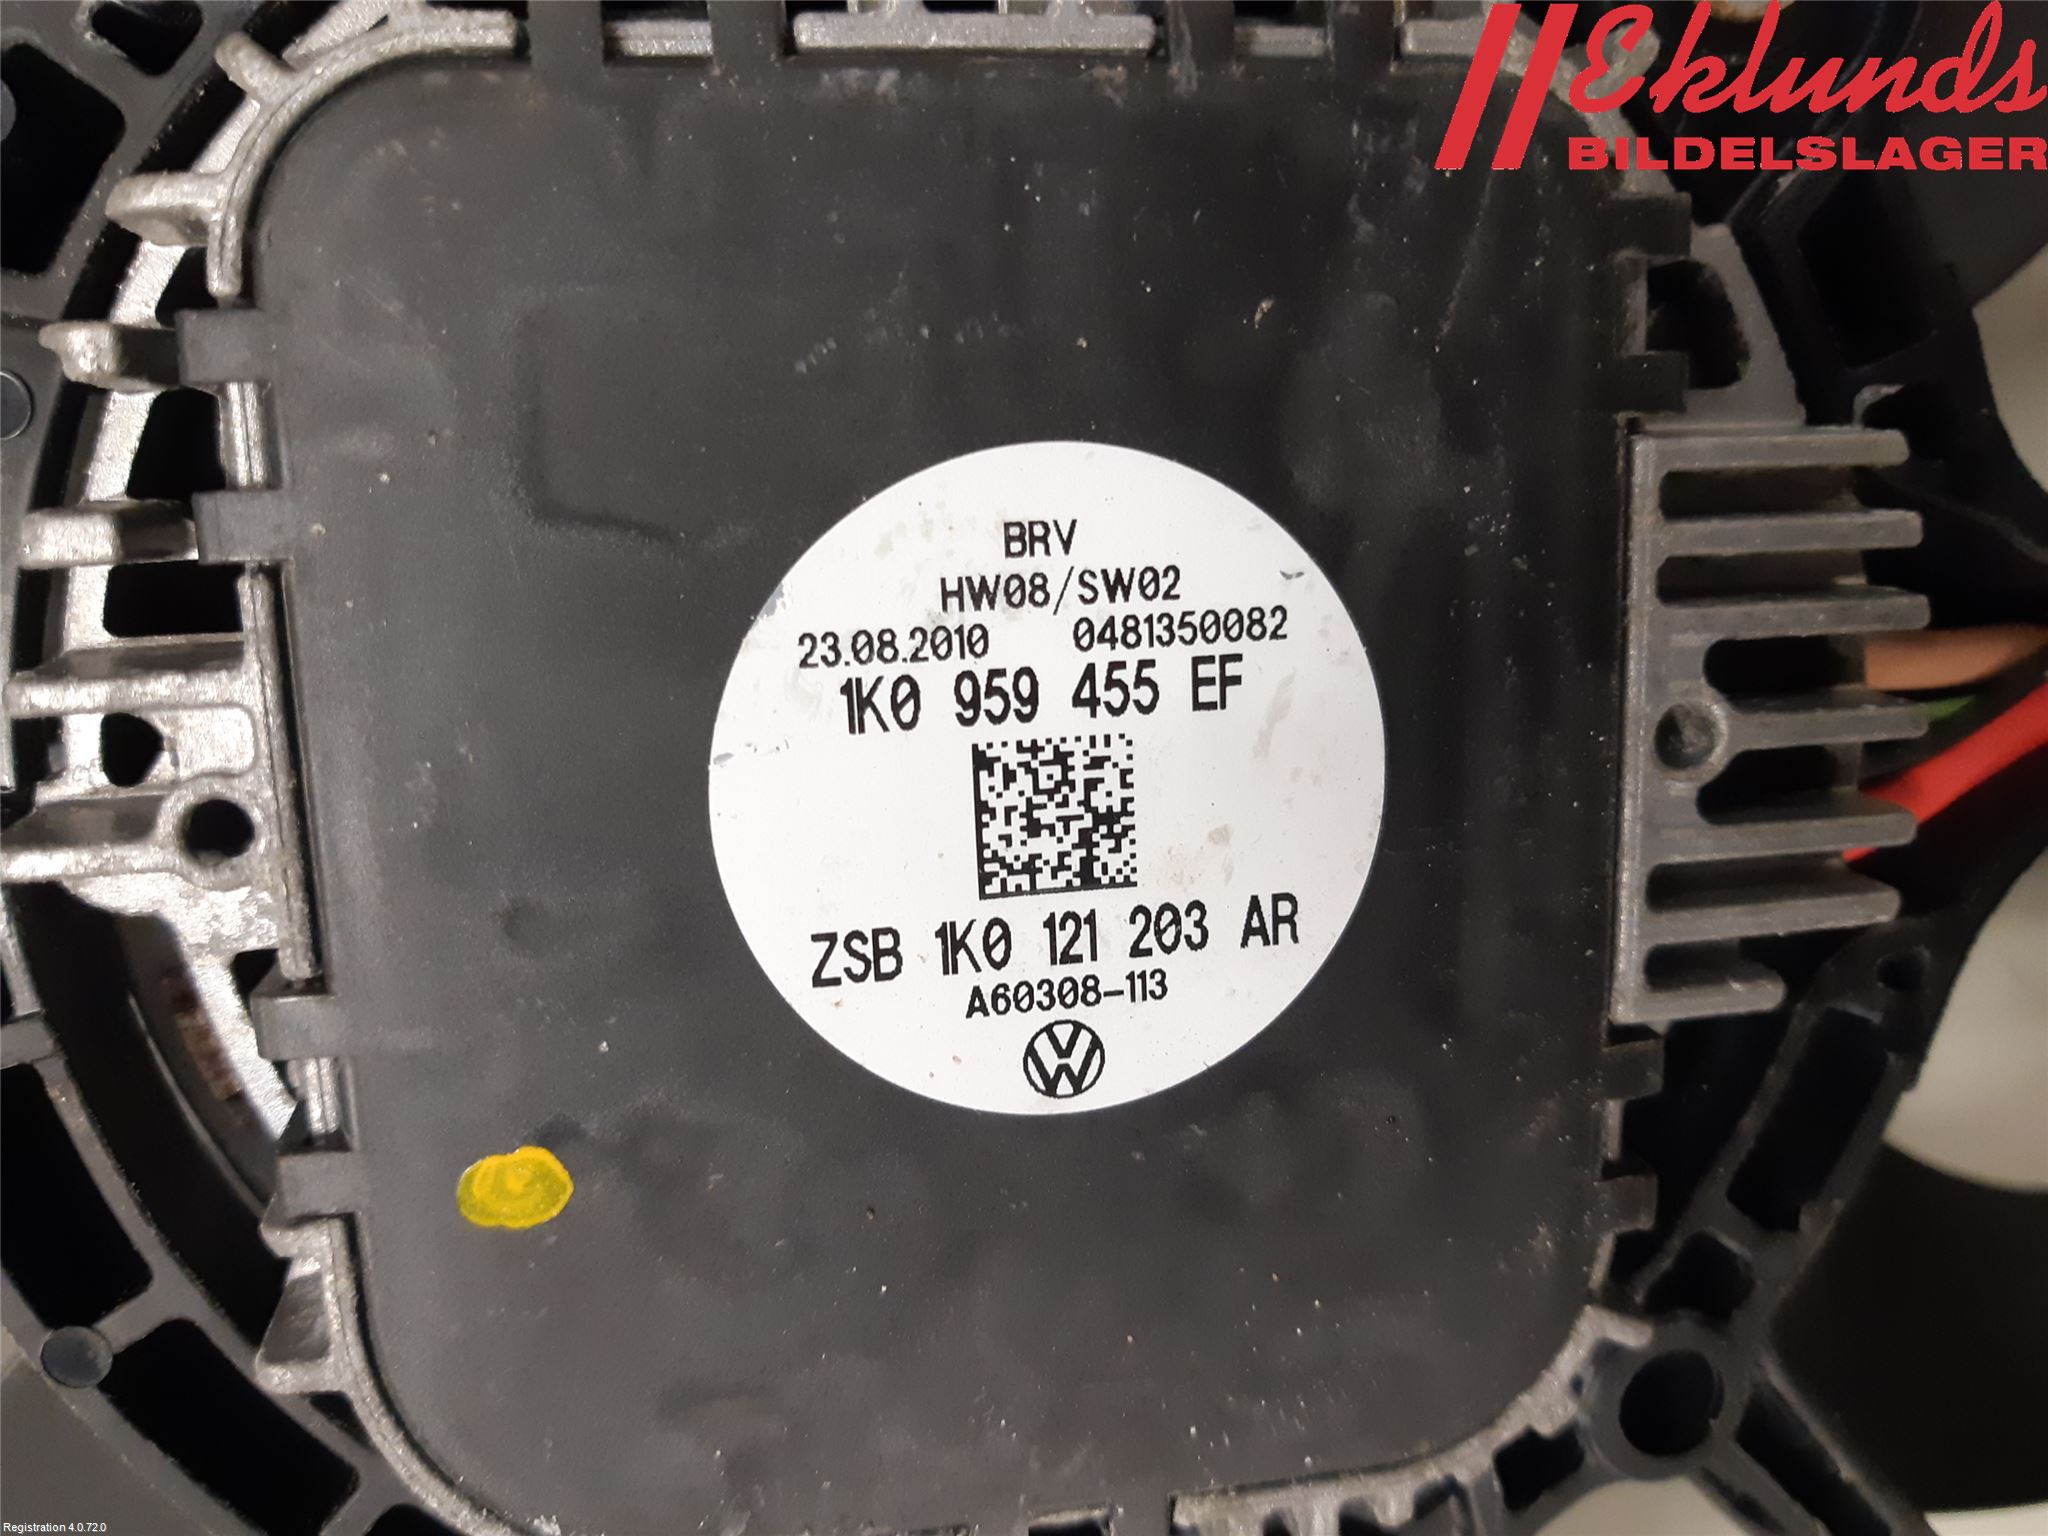 Eklunds
BILDELSLAGER
BRV
HW08/SW02
23.08.2010 0481350082
1K0 959 455 EF
ZSB 1K0 121 203 AR
A60308-113
Registration 4.0.72.0